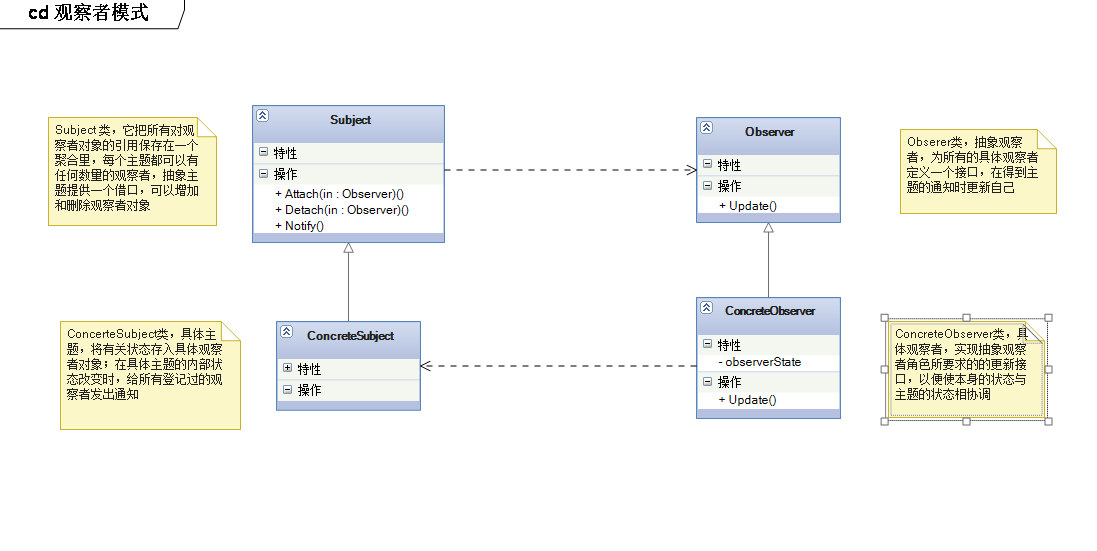 cd 观察者模式
Subject 类，它把所有对观
察者对象的引用保存在一个
聚合里，每个主题都可以有
任何数量的观察者，抽象主
题提供一个借口，可以增加
和删除观察者对象
Subject
特性
操作
+ Attach(in : Observer)()
+ Detach(in : Observer)()
+ Notify()
Observer
特性
操作
+ Update()
Obserer类，抽象观察
者，为所有的具体观察者
定义一个接口，在得到主
题的通知时更新自己
ConcerteSubject类，具体主
题，将有关状态存入具体观察
者对象；在具体主题的内部状
态改变时，给所有登记过的观
察者发出通知
ConcreteSubject
特性
操作
ConcreteObserver
特性
- observerState
操作
+ Update()
ConcreteObserver类，具
体观察者，实现抽象观察
者角色所要求的的更新接
口，以便使本身的状态与
主题的状态相协调